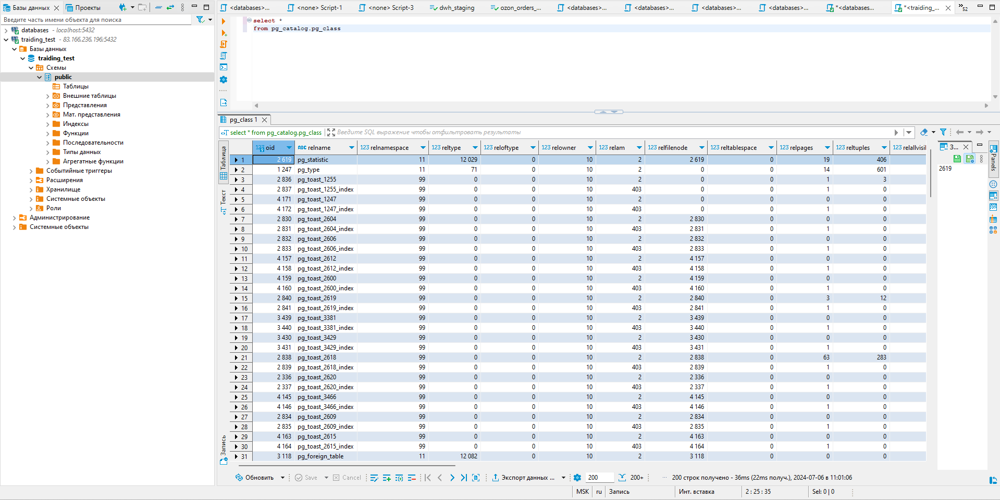 Базы данных
Проекты
<databases>...
<none> Script-1
<none> Script-3
dwh_staging
ozon_orders_...
<databases>...
<databases>...
<databases>...
<databases>...
*<databases...
*<traiding_...
52
Введите часть имени объекта для поиска
databases - localhost:5432
traiding_test - 83.166.236.196:5432
Базы данных
traiding_test
Схемы
public
Таблицы
Внешние таблицы
Представления
Мат. представления
Индексы
Функции
Последовательности
Типы данных
Агрегатные функции
Событийные триггеры
Расширения
Хранилище
Системные объекты
Роли
Администрирование
Системные объекты
select *
from pg_catalog.pg_class
pg_class 1
select * from pg_catalog.pg_class
Введите SQL выражение чтобы отфильтровать результаты
Таблица
Текст
Запись
123 oid ABC relname 123 relnamespace 123 reltype 123 reloftype 123 relowner 123 relam 123 relfilenode 123 reltablespace 123 relpages 123 reltuples 123 relallvisil
1 2 619 pg_statistic 11 12 029 0 10 2 2 619 0 19 406
2 1 247 pg_type 11 71 0 10 2 0 0 14 601
3 2 836 pg_toast_1255 99 0 0 10 2 0 0 1 3
4 2 837 pg_toast_1255_index 99 0 0 10 403 0 0 1 0
5 4 171 pg_toast_1247 99 0 0 10 2 0 0 0 0
6 4 172 pg_toast_1247_index 99 0 0 10 403 0 0 1 0
7 2 830 pg_toast_2604 99 0 0 10 2 2 830 0 0 0
8 2 831 pg_toast_2604_index 99 0 0 10 403 2 831 0 1 0
9 2 832 pg_toast_2606 99 0 0 10 2 2 832 0 0 0
10 2 833 pg_toast_2606_index 99 0 0 10 403 2 833 0 1 0
11 4 157 pg_toast_2612 99 0 0 10 2 4 157 0 0 0
12 4 158 pg_toast_2612_index 99 0 0 10 403 4 158 0 1 0
13 4 159 pg_toast_2600 99 0 0 10 2 4 159 0 0 0
14 4 160 pg_toast_2600_index 99 0 0 10 403 4 160 0 1 0
15 2 840 pg_toast_2619 99 0 0 10 2 2 840 0 3 12
16 2 841 pg_toast_2619_index 99 0 0 10 403 2 841 0 1 0
17 3 439 pg_toast_3381 99 0 0 10 2 3 439 0 0 0
18 3 440 pg_toast_3381_index 99 0 0 10 403 3 440 0 1 0
19 3 430 pg_toast_3429 99 0 0 10 2 3 430 0 0 0
20 3 431 pg_toast_3429_index 99 0 0 10 403 3 431 0 1 0
21 2 838 pg_toast_2618 99 0 0 10 2 2 838 0 63 283
22 2 839 pg_toast_2618_index 99 0 0 10 403 2 839 0 1 0
23 2 336 pg_toast_2620 99 0 0 10 2 2 336 0 0 0
24 2 337 pg_toast_2620_index 99 0 0 10 403 2 337 0 1 0
25 4 145 pg_toast_3466 99 0 0 10 2 4 145 0 0 0
26 4 146 pg_toast_3466_index 99 0 0 10 403 4 146 0 1 0
27 2 834 pg_toast_2609 99 0 0 10 2 2 834 0 0 0
28 2 835 pg_toast_2609_index 99 0 0 10 403 2 835 0 1 0
29 4 163 pg_toast_2615 99 0 0 10 2 4 163 0 0 0
30 4 164 pg_toast_2615_index 99 0 0 10 403 4 164 0 1 0
31 3 118 pg_foreign_table 11 12 082 0 10 2 3 118 0 0 0
З...
2619
Panels
Обновить
Save
Cancel
Экспорт данных ...
200
200+
200 строк получено - 36ms (22ms получ.), 2024-07-06 в 11:01:06
MSK
ru
Запись
Инт. вставка
2 : 25 : 35
Sel: 0 | 0